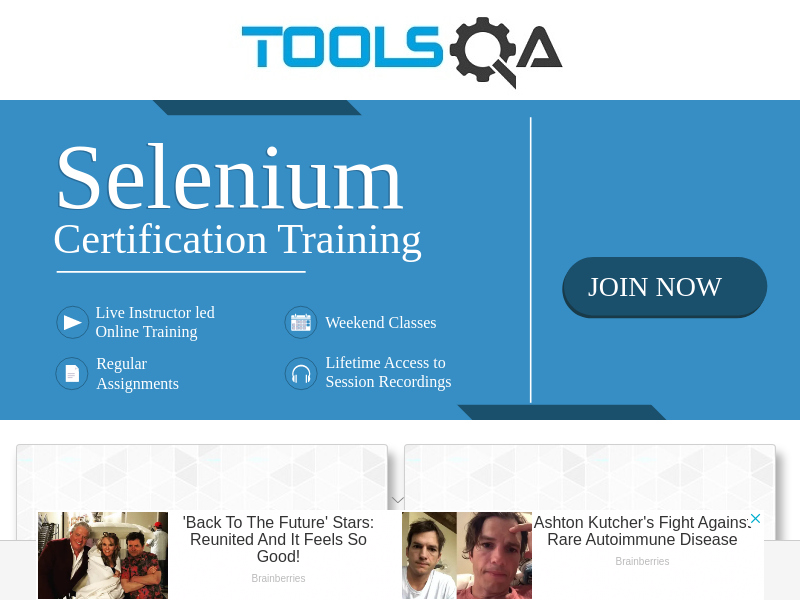 TOOLSQA
Selenium
Certification Training
JOIN NOW
Live Instructor led
Online Training
Weekend Classes
Regular
Assignments
Lifetime Access to
Session Recordings
'Back To The Future' Stars:
Reunited And It Feels So
Good!
Brainberries
Ashton Kutcher's Fight Against
Rare Autoimmune Disease
Brainberries